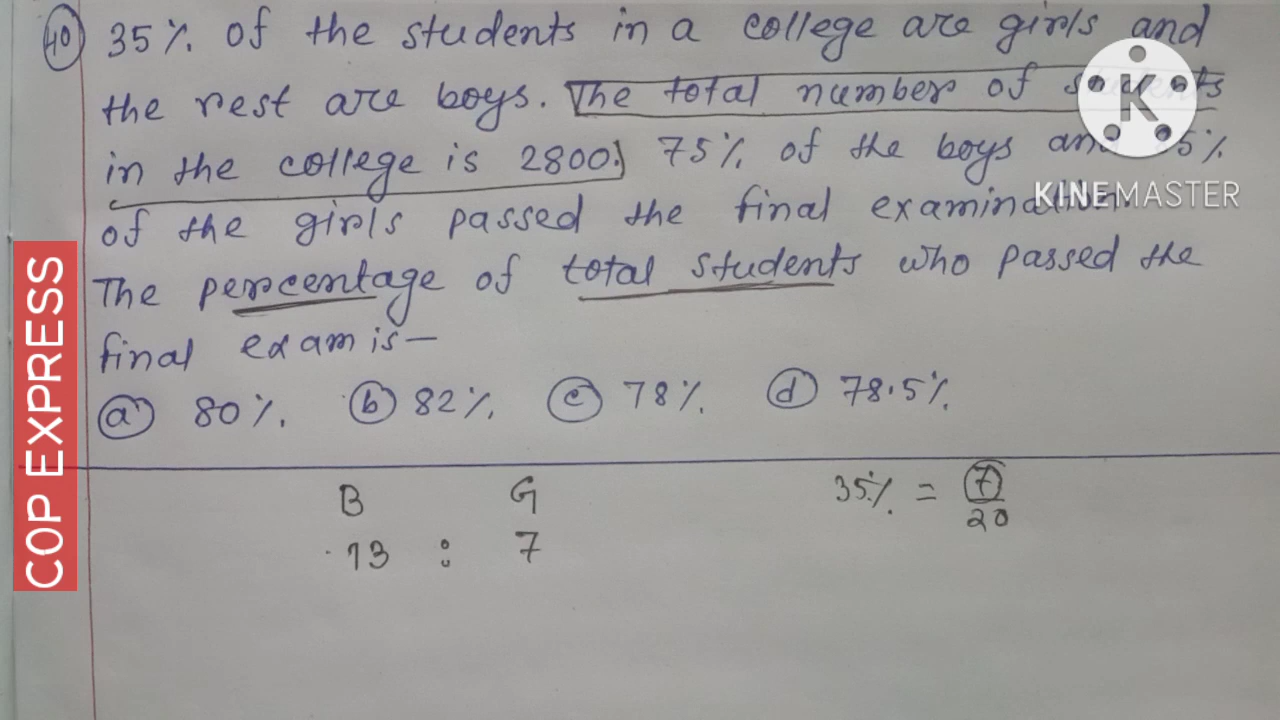 40 35% of the students in a college are girls and
the rest are boys. The total number of students
in the college is 2800. 75% of the boys and 5%
of the girls passed the final examination
The percentage of total students who passed the
final exam is—
a 80%. b 82%. c 78%. d 78.5%.
B G 35% = 7/20
13 : 7
COP EXPRESS
K
KINEMASTER